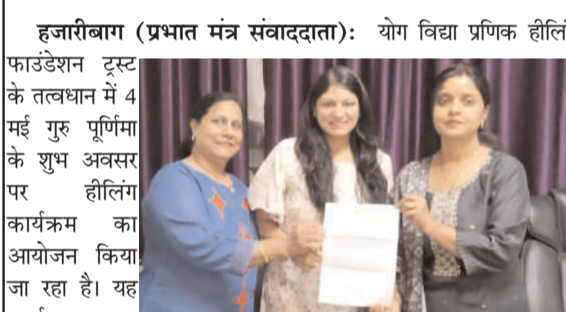 हजारीबाग (प्रभात मंत्र संवाददाता): योग विद्या प्रणिक
फाउंडेशन ट्रस्ट
के तत्वधान में 4
मई गुरु पूर्णिमा
के शुभ अवसर
पर हीलिंग
कार्यक्रम का
आयोजन किया
जा रहा है। यह